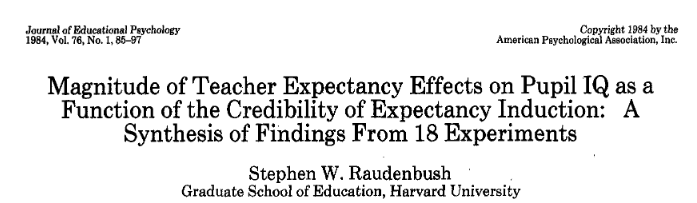 Journal of Educational Psychology
1984, Vol. 76, No. 1, 85–97
Copyright 1984 by the
American Psychological Association, Inc.
Magnitude of Teacher Expectancy Effects on Pupil IQ as a
Function of the Credibility of Expectancy Induction: A
Synthesis of Findings From 18 Experiments
Stephen W. Raudenbush
Graduate School of Education, Harvard University